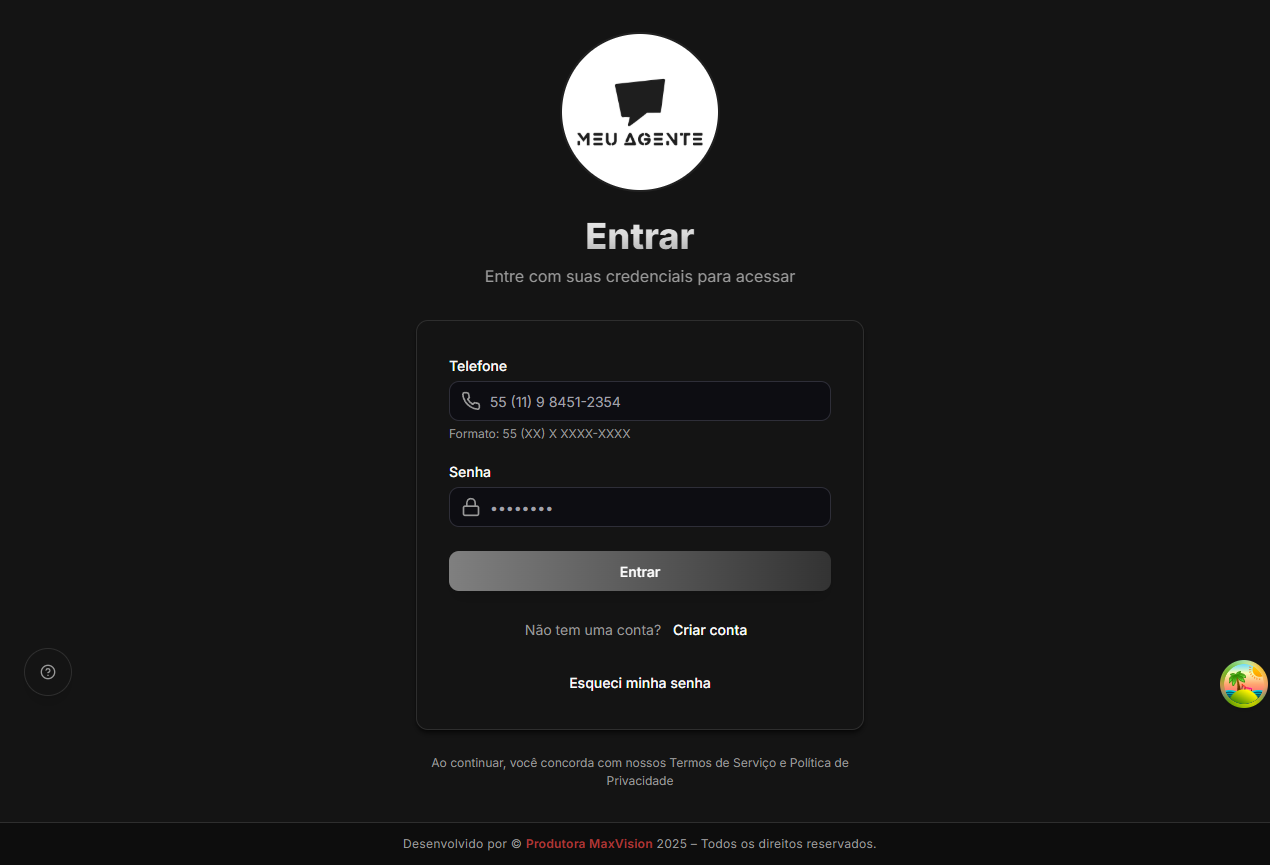 MEU AGENTE
Entrar
Entre com suas credenciais para acessar
Telefone
55 (11) 9 8451-2354
Formato: 55 (XX) X XXXX-XXXX
Senha
••••••••
Entrar
Não tem uma conta? Criar conta
Esqueci minha senha
Ao continuar, você concorda com nossos Termos de Serviço e Política de
Privacidade
Desenvolvido por © Produtora MaxVision 2025 – Todos os direitos reservados.